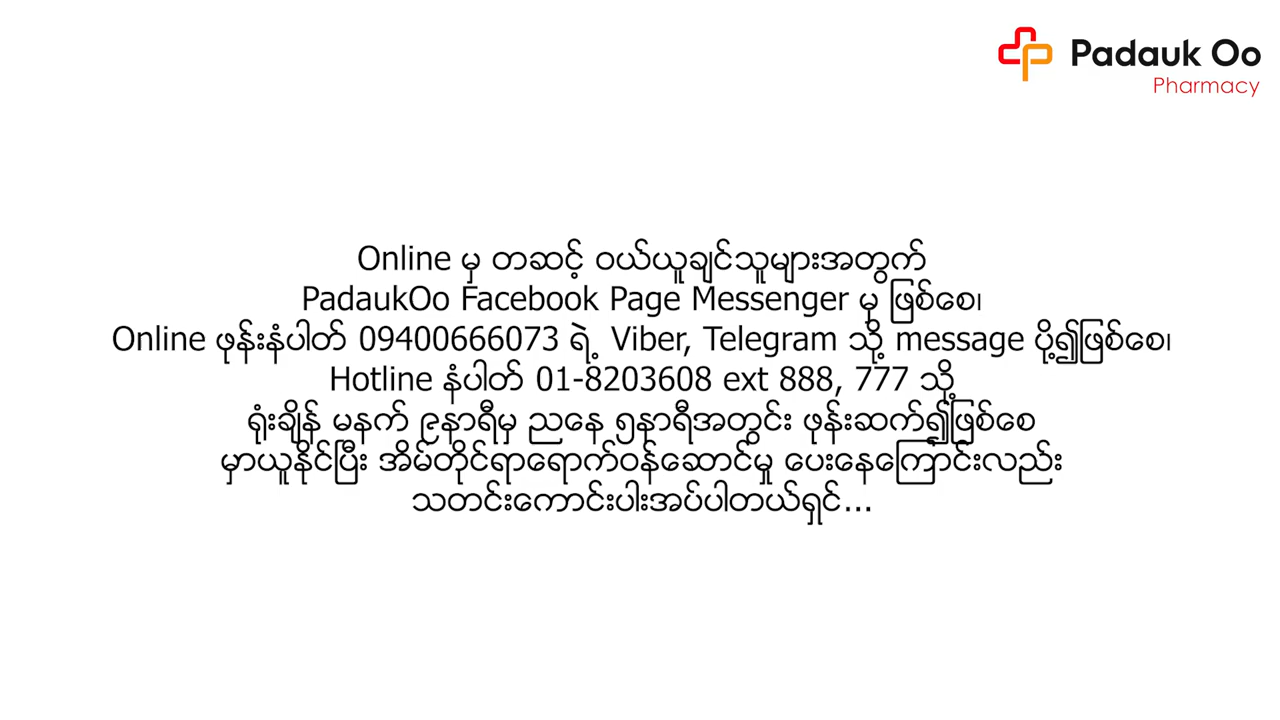 Padauk Oo
Pharmacy
Online မှ တဆင့် ဝယ်ယူချင်သူများအတွက်
PadaukOo Facebook Page Messenger မှ ဖြစ်စေ၊
Online ဖုန်းနံပါတ် 09400666073 ရဲ့ Viber, Telegram သို့ message ပို့၍ဖြစ်စေ၊
Hotline နံပါတ် 01-8203608 ext 888, 777 သို့
ရုံးချိန် မနက် ၉နာရီမှ ညနေ ၅နာရီအတွင်း ဖုန်းဆက်၍ဖြစ်စေ
မှာယူနိုင်ပြီး အိမ်တိုင်ရာရောက်ဝန်ဆောင်မှု ပေးနေကြောင်းလည်း
သတင်းကောင်းပါးအပ်ပါတယ်ရှင်...